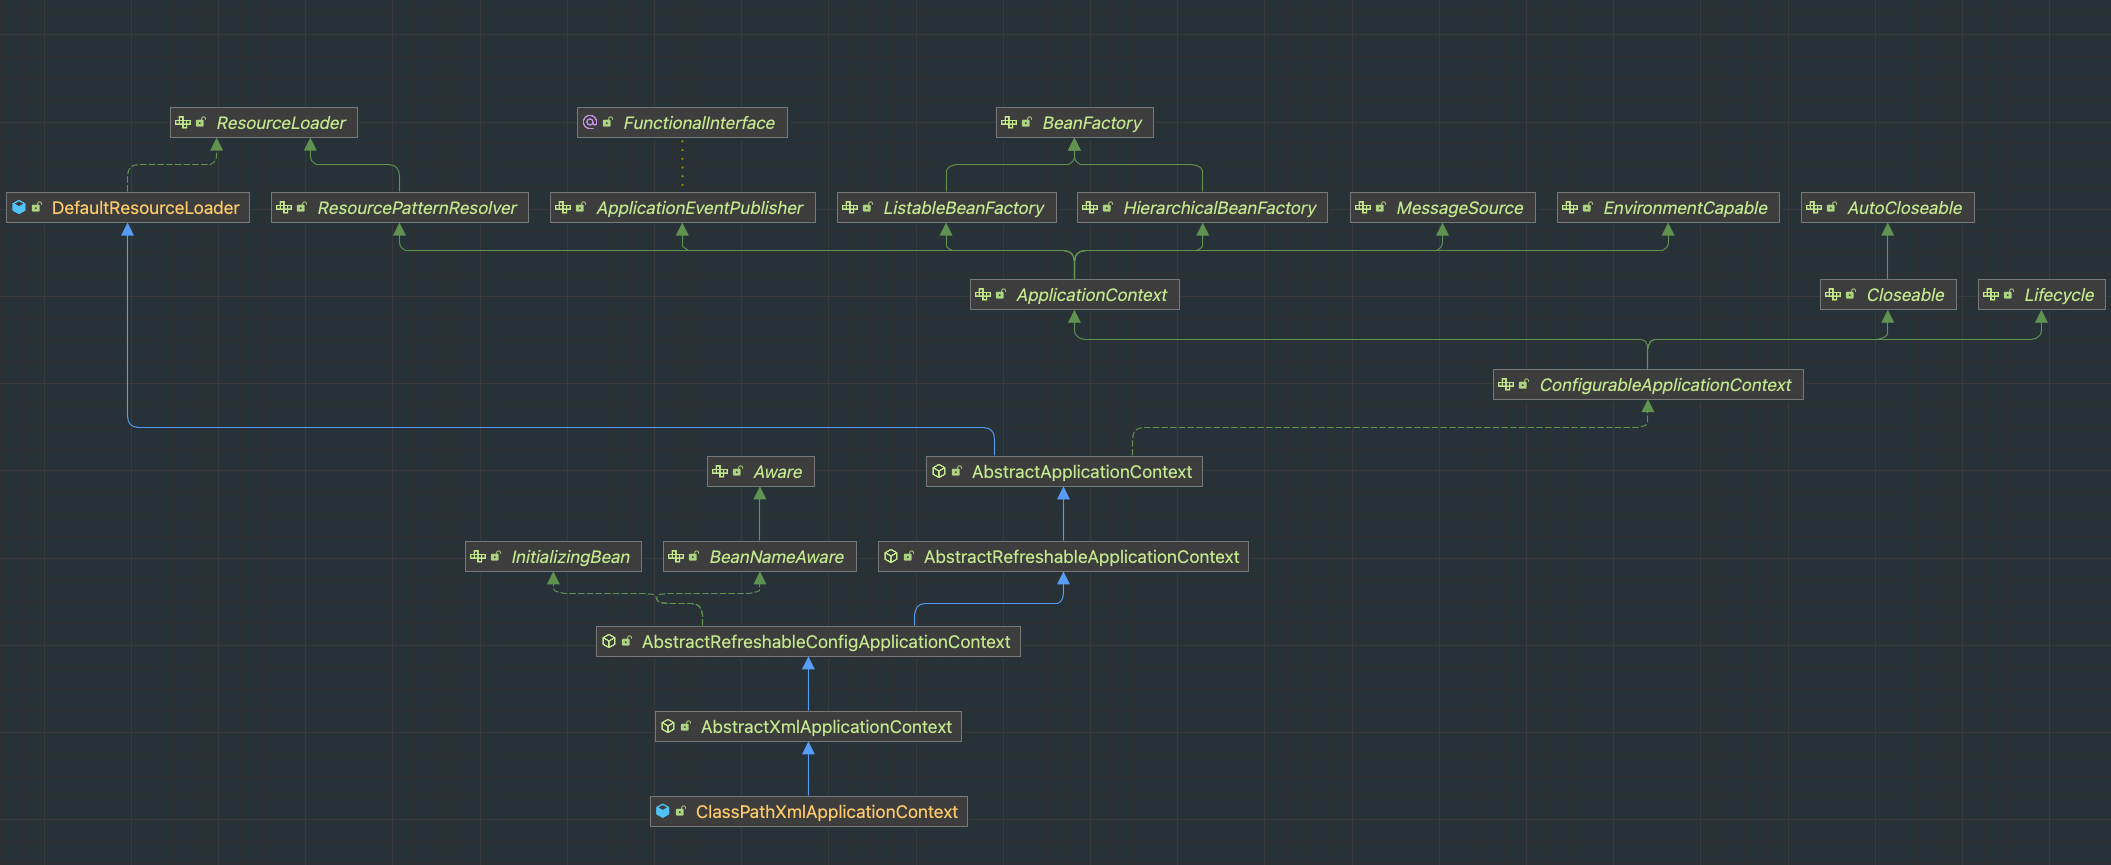 ResourceLoader
FunctionalInterface
BeanFactory
DefaultResourceLoader
ResourcePatternResolver
ApplicationEventPublisher
ListableBeanFactory
HierarchicalBeanFactory
MessageSource
EnvironmentCapable
AutoCloseable
ApplicationContext
Closeable
Lifecycle
ConfigurableApplicationContext
Aware
AbstractApplicationContext
InitializingBean
BeanNameAware
AbstractRefreshableApplicationContext
AbstractRefreshableConfigApplicationContext
AbstractXmlApplicationContext
ClassPathXmlApplicationContext